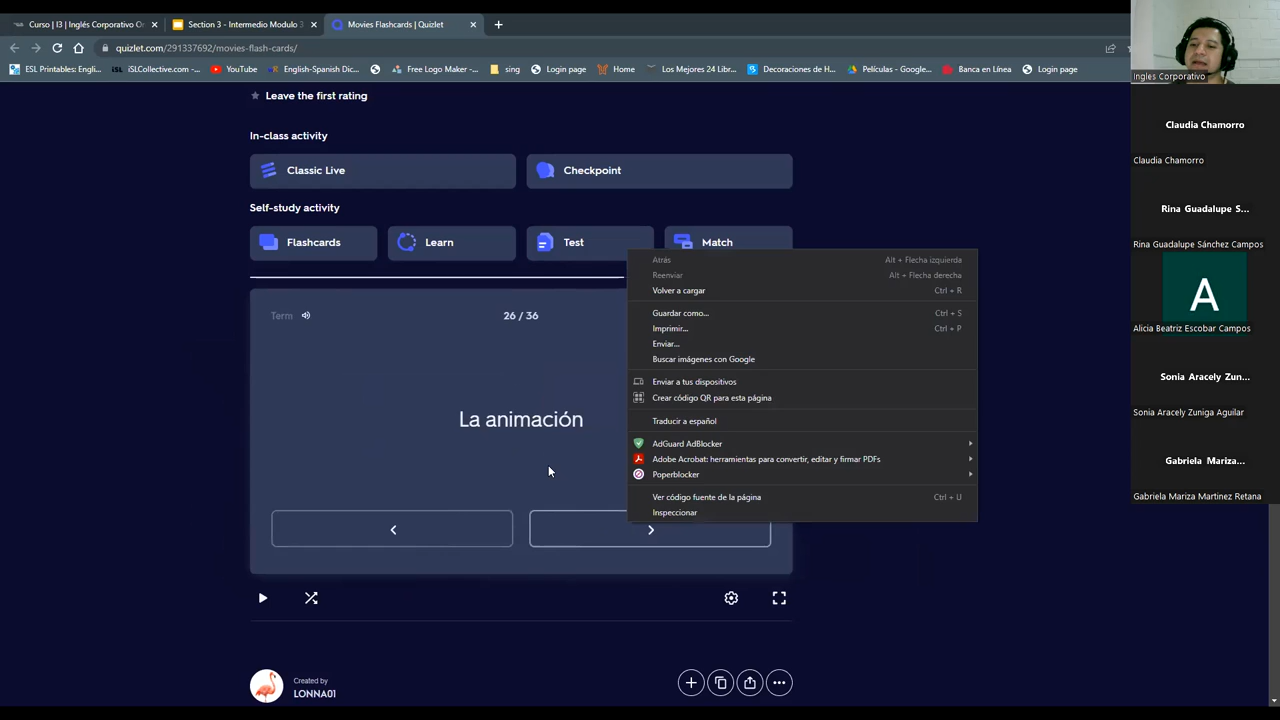 Curso | I3 | Inglés Corporativo On
Section 3 - Intermedio Modulo 3
Movies Flashcards | Quizlet
quizlet.com/291337692/movies-flash-cards/
ESL Printables: Engli...
iSLCollective.com -...
YouTube
English-Spanish Dic...
Free Logo Maker -...
sing
Login page
Home
Los Mejores 24 Libr...
Decoraciones de H...
Películas - Google...
Banca en Línea
Login page
Leave the first rating
In-class activity
Classic Live
Checkpoint
Self-study activity
Flashcards
Learn
Test
Match
Term
26 / 36
La animación
Atrás Alt + Flecha izquierda
Reenviar Alt + Flecha derecha
Volver a cargar Ctrl + R
Guardar como... Ctrl + S
Imprimir... Ctrl + P
Enviar...
Buscar imágenes con Google
Enviar a tus dispositivos
Crear código QR para esta página
Traducir a español
AdGuard AdBlocker
Adobe Acrobat: herramientas para convertir, editar y firmar PDFs
Poperblocker
Ver código fuente de la página Ctrl + U
Inspeccionar
Created by
LONNA01
Ingles Corporativo
Claudia Chamorro
Claudia Chamorro
Rina Guadalupe S...
Rina Guadalupe Sánchez Campos
A
Alicia Beatriz Escobar Campos
Sonia Aracely Zun...
Sonia Aracely Zuniga Aguilar
Gabriela Mariza...
Gabriela Mariza Martinez Retana